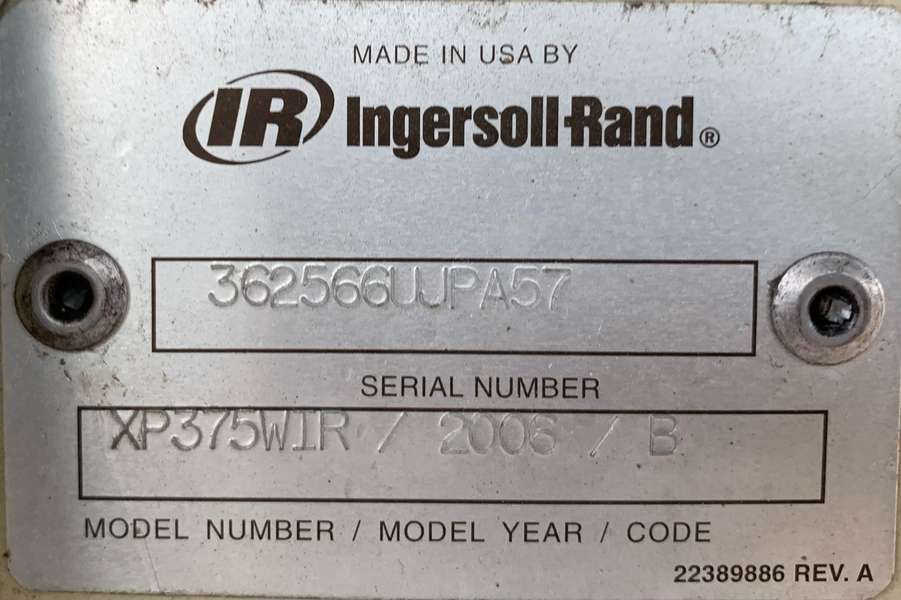 MADE IN USA BY
IR Ingersoll-Rand®
362566UJPA57
SERIAL NUMBER
XP375WIR / 2006 / B
MODEL NUMBER / MODEL YEAR / CODE
22389886 REV. A